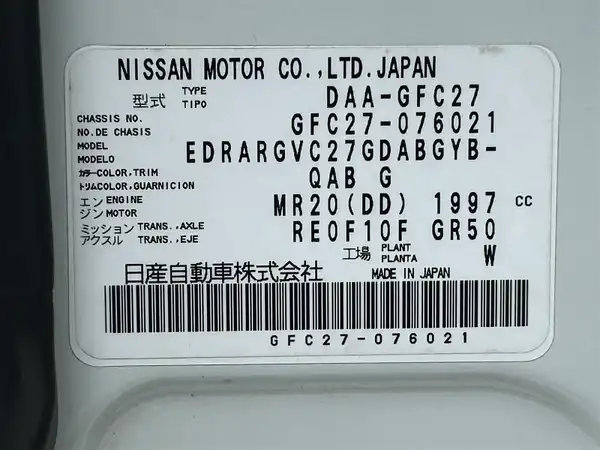 NISSAN MOTOR CO.,LTD.JAPAN
型式 TYPE TIPO DAA-GFC27
CHASSIS NO. NO.DE CHASIS GFC27-076021
MODEL MODELO EDRARGVC27GDABGYB-
カラーCOLOR,TRIM トリムCOLOR,GUARNICION QAB G
エンジン ENGINE MOTOR MR20(DD) 1997 CC
ミッション TRANS.,AXLE アクスル TRANS.,EJE RE0F10F GR50
工場 PLANT PLANTA W
日産自動車株式会社 MADE IN JAPAN
GFC27-076021